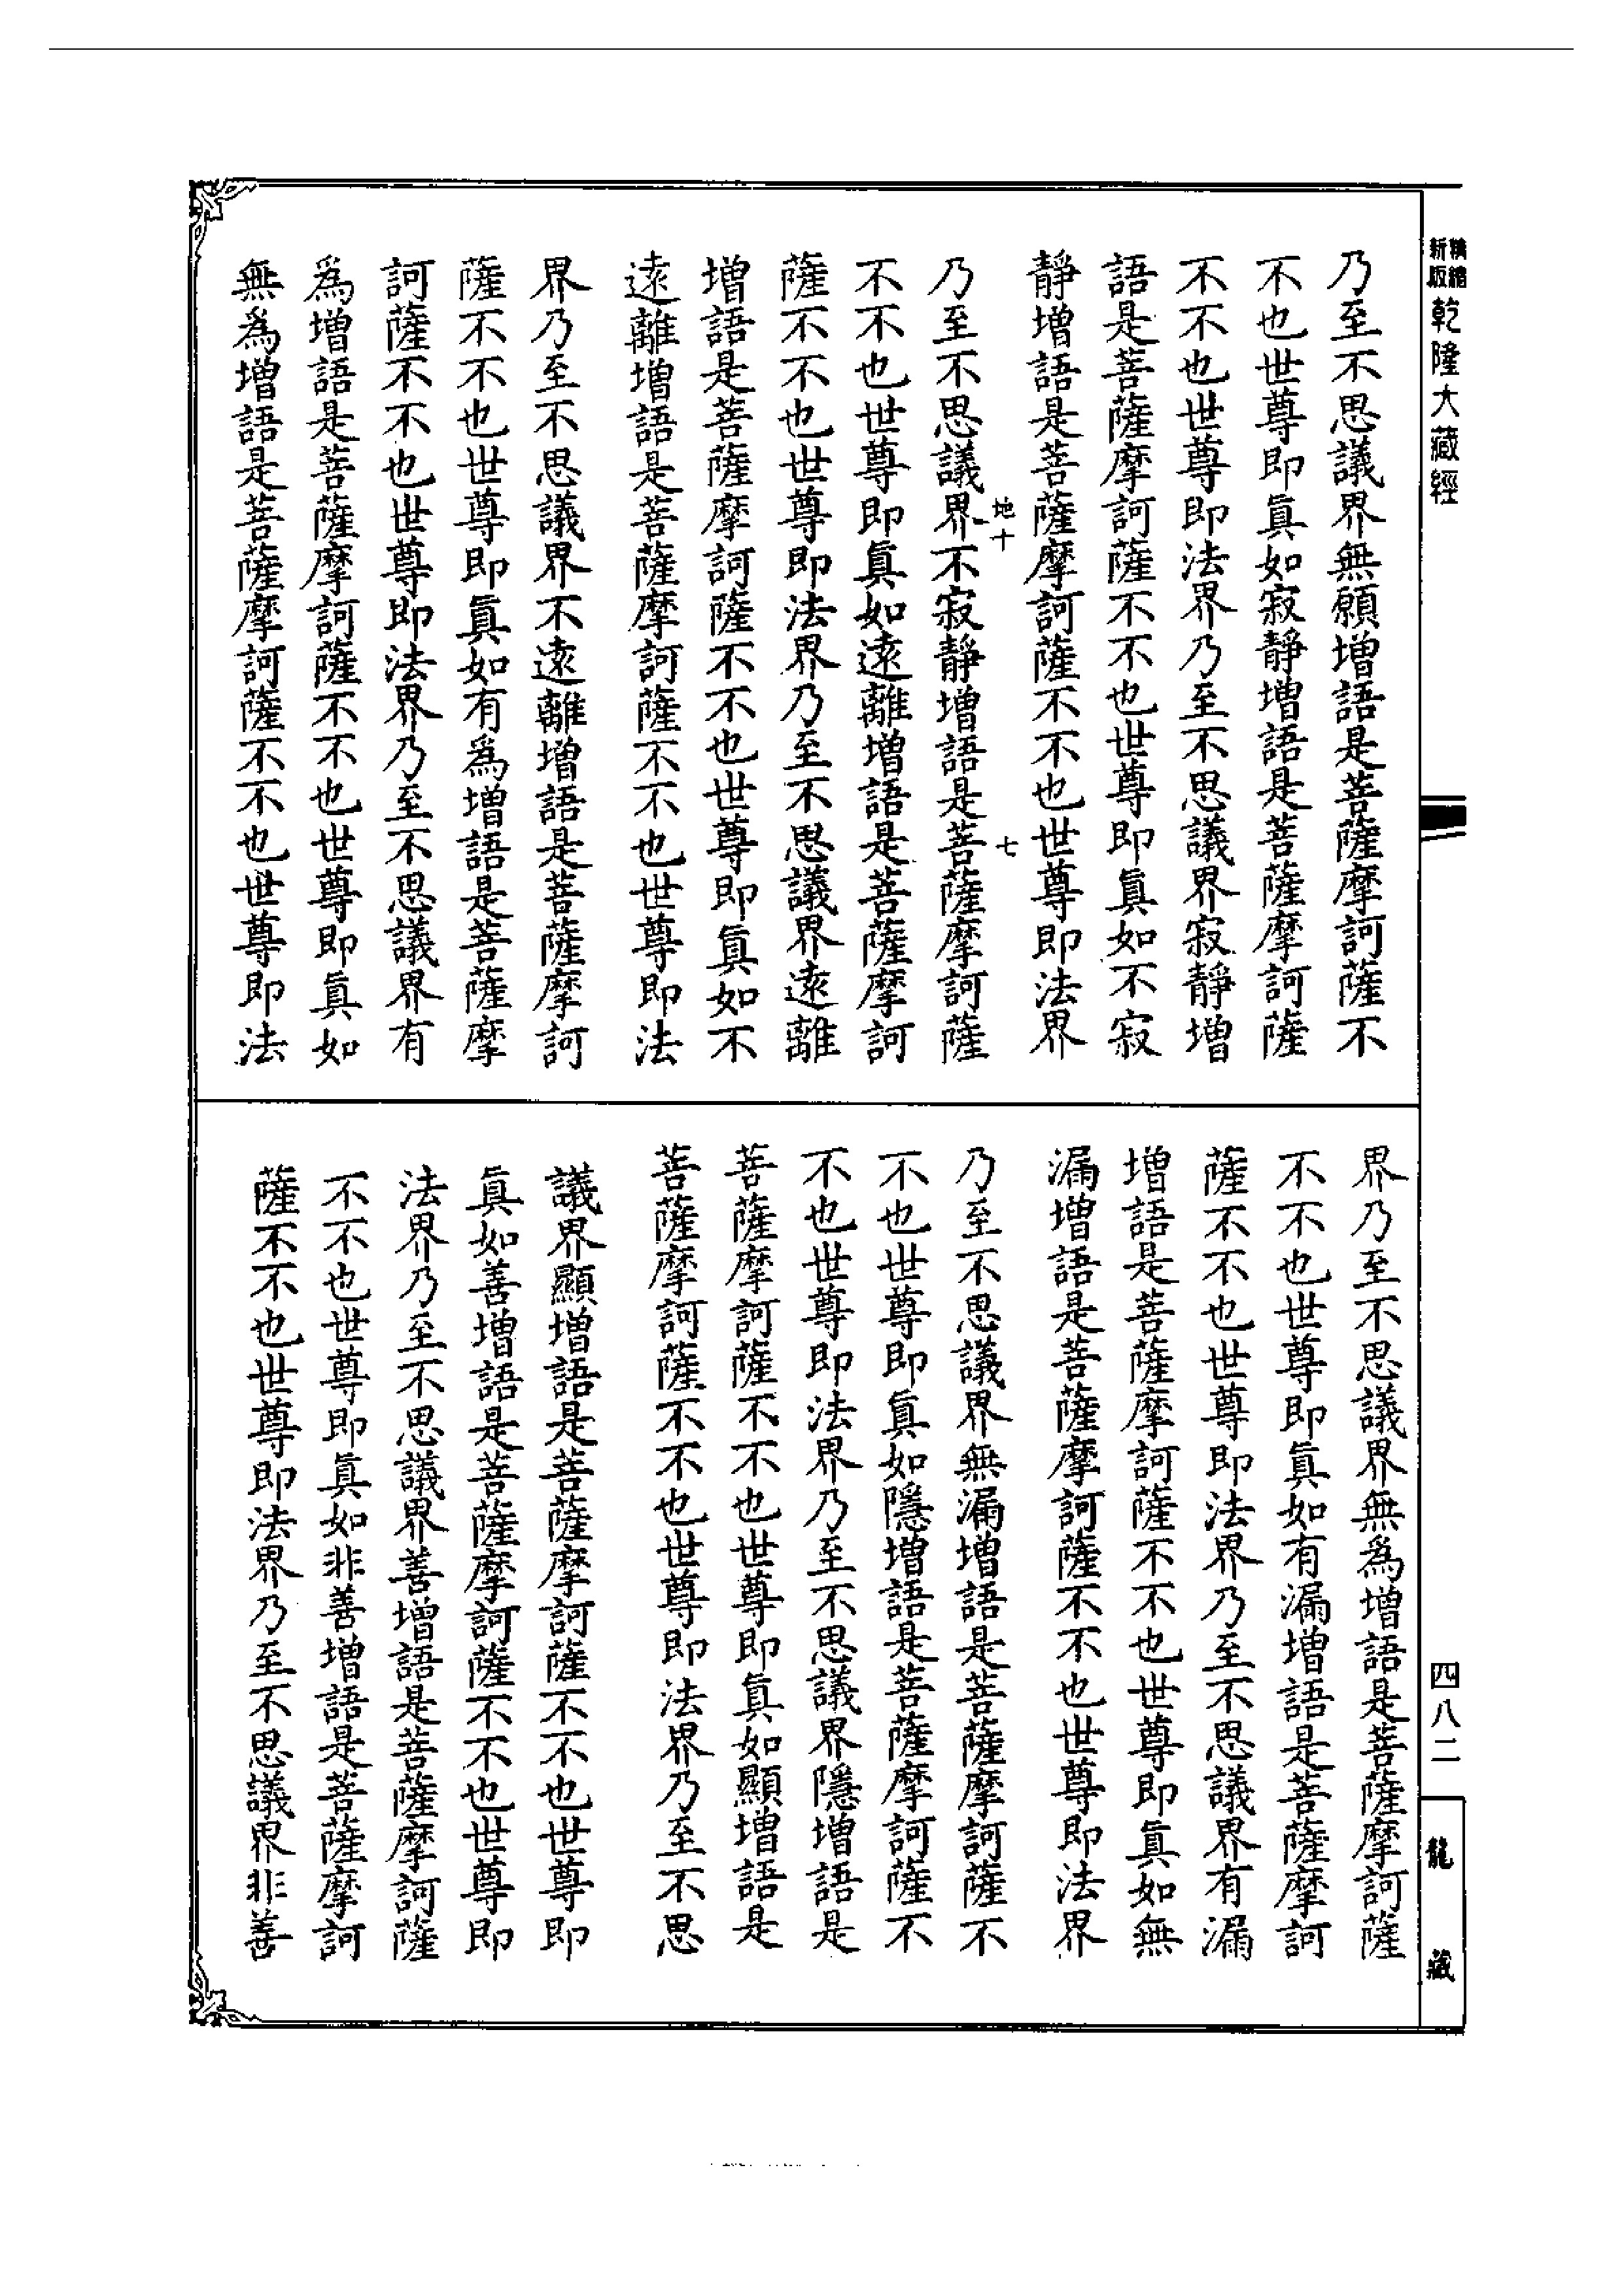 精縮新版乾隆大藏經
乃至不思議界無願增語是菩薩摩訶薩不
不也世尊即眞如寂靜增語是菩薩摩訶薩
不不也世尊即法界乃至不思議界寂靜增
語是菩薩摩訶薩不不也世尊即眞如不寂
靜增語是菩薩摩訶薩不不也世尊即法界
地十 七
乃至不思議界不寂靜增語是菩薩摩訶薩
不不也世尊即眞如遠離增語是菩薩摩訶
薩不不也世尊即法界乃至不思議界遠離
增語是菩薩摩訶薩不不也世尊即眞如不
遠離增語是菩薩摩訶薩不不也世尊即法
界乃至不思議界不遠離增語是菩薩摩訶
薩不不也世尊即眞如有爲增語是菩薩摩
訶薩不不也世尊即法界乃至不思議界有
爲增語是菩薩摩訶薩不不也世尊即眞如
無爲增語是菩薩摩訶薩不不也世尊即法
界乃至不思議界無爲增語是菩薩摩訶薩
不不也世尊即眞如有漏增語是菩薩摩訶
薩不不也世尊即法界乃至不思議界有漏
增語是菩薩摩訶薩不不也世尊即眞如無
漏增語是菩薩摩訶薩不不也世尊即法界
乃至不思議界無漏增語是菩薩摩訶薩不
不也世尊即眞如隱增語是菩薩摩訶薩不
不也世尊即法界乃至不思議界隱增語是
菩薩摩訶薩不不也世尊即眞如顯增語是
菩薩摩訶薩不不也世尊即法界乃至不思
議界顯增語是菩薩摩訶薩不不也世尊即
眞如善增語是菩薩摩訶薩不不也世尊即
法界乃至不思議界善增語是菩薩摩訶薩
不不也世尊即眞如非善增語是菩薩摩訶
薩不不也世尊即法界乃至不思議界非善
四八二
龍藏